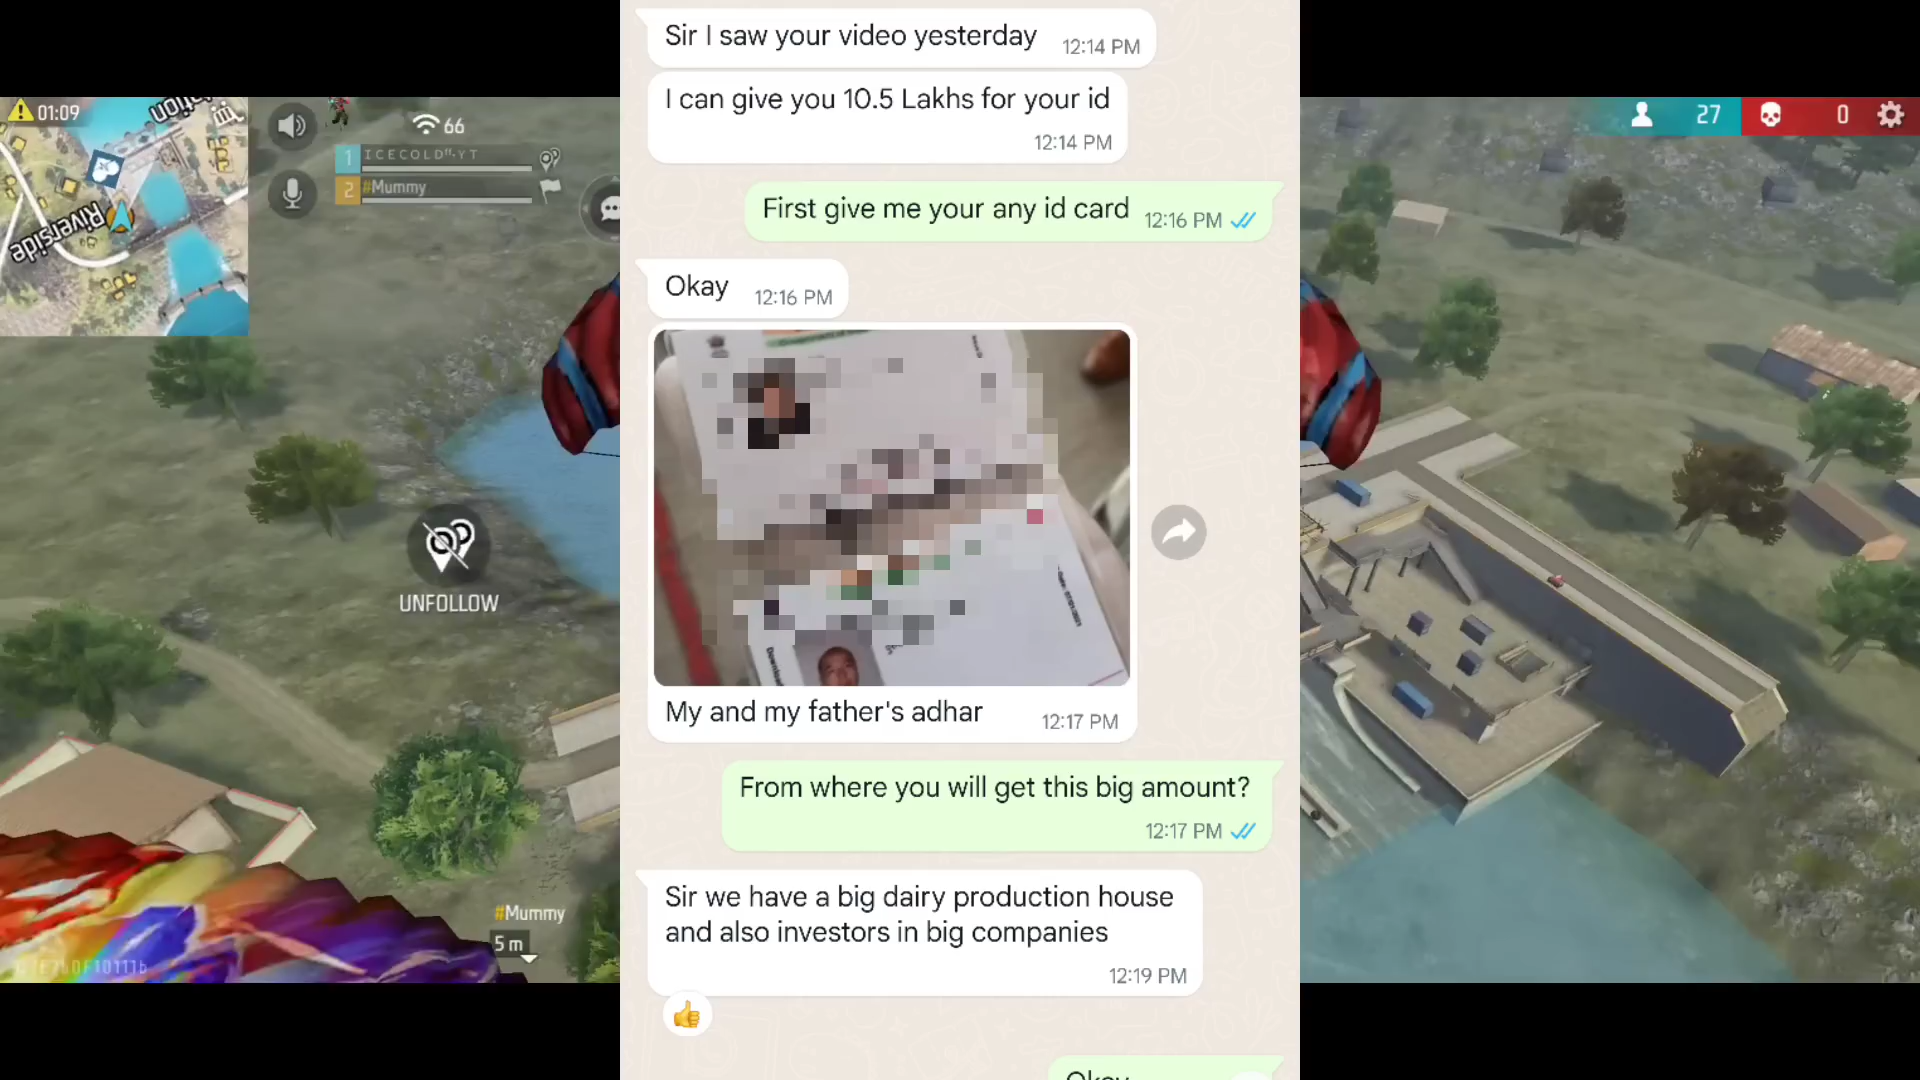 01:09
Riverside
66
1 ICECOLD YT
2 #Mummy
UNFOLLOW
#Mummy
5 m
Sir I saw your video yesterday 12:14 PM
I can give you 10.5 Lakhs for your id
12:14 PM
First give me your any id card 12:16 PM
Okay 12:16 PM
My and my father's adhar 12:17 PM
From where you will get this big amount?
12:17 PM
Sir we have a big dairy production house
and also investors in big companies
12:19 PM
Okay
27
0